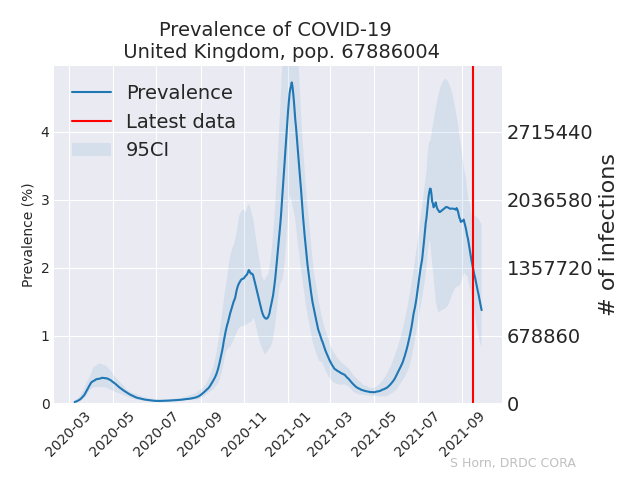 Prevalence of COVID-19
United Kingdom, pop. 67886004
Prevalence
Latest data
95CI
Prevalence (%)
4
3
2
1
0
2715440
2036580
1357720
678860
0
# of infections
2020-03
2020-05
2020-07
2020-09
2020-11
2021-01
2021-03
2021-05
2021-07
2021-09
S Horn, DRDC CORA